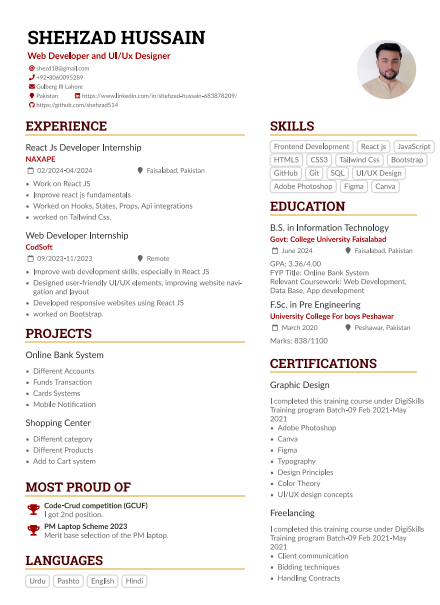 SHEHZAD HUSSAIN
Web Developer and UI/Ux Designer
shezd18@gmail.com
+92-3060095289
Gulberg III Lahore
Pakistan https://www.linkedin.com/in/shehzad-hussain-683878209/
https://github.com/shehzad514
EXPERIENCE
React Js Developer Internship
NAXAPE
02/2024-04/2024 Faisalabad, Pakistan
• Work on React JS
• Improve react js fundamentals
• Worked on Hooks, States, Props, Api integrations
• worked on Tailwind Css.
Web Developer Internship
CodSoft
09/2023-11/2023 Remote
• Improve web development skills, especially in React JS
• Designed user-friendly UI/UX elements, improving website navi-
gation and layout
• Developed responsive websites using React JS
• worked on Bootstrap.
PROJECTS
Online Bank System
• Different Accounts
• Funds Transaction
• Cards Systems
• Mobile Notification
Shopping Center
• Different category
• Different Products
• Add to Cart system
MOST PROUD OF
Code-Crud competition (GCUF)
I got 2nd position.
PM Laptop Scheme 2023
Merit base selection of the PM laptop.
LANGUAGES
Urdu Pashto English Hindi
SKILLS
Frontend Development React js JavaScript
HTML5 CSS3 Tailwind Css Bootstrap
GitHub Git SQL UI/UX Design
Adobe Photoshop Figma Canva
EDUCATION
B.S. in Information Technology
Govt: College University Faisalabad
June 2024 Faisalabad, Pakistan
GPA: 3.36/4.00
FYP Title: Online Bank System
Relevant Coursework: Web Development,
Data Base, App development
F.Sc. in Pre Engineering
University College For boys Peshawar
March 2020 Peshawar, Pakistan
Marks: 838/1100
CERTIFICATIONS
Graphic Design
I completed this training course under DigiSkills
Training program Batch-09 Feb 2021-May
2021
• Adobe Photoshop
• Canva
• Figma
• Typography
• Design Principles
• Color Theory
• UI/UX design concepts
Freelancing
I completed this training course under DigiSkills
Training program Batch-09 Feb 2021-May
2021
• Client communication
• Bidding techniques
• Handling Contracts